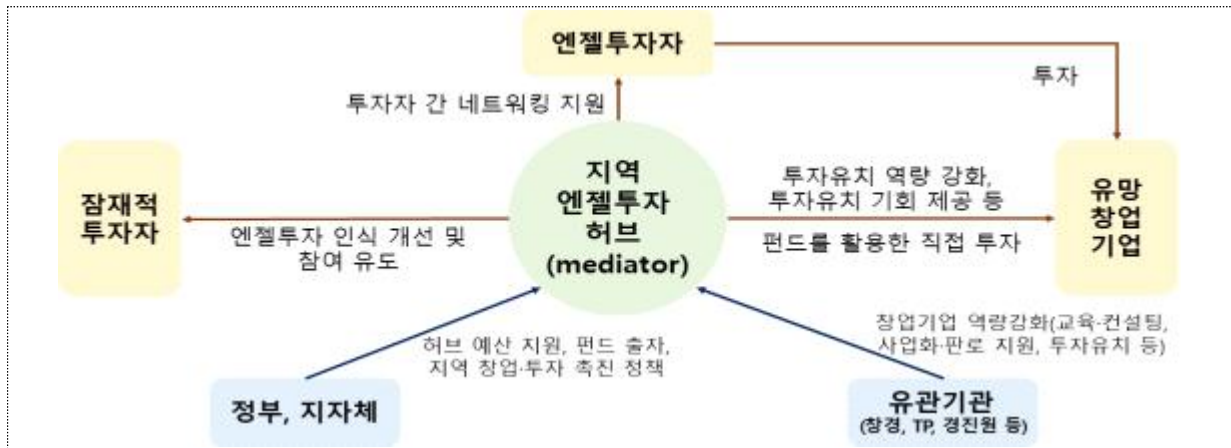 엔젤투자자
투자
투자자 간 네트워킹 지원
잠재적
투자자
지역
엔젤투자
허브
(mediator)
투자유치 역량 강화,
투자유치 기회 제공 등
펀드를 활용한 직접 투자
유망
창업
기업
엔젤투자 인식 개선 및
참여 유도
허브 예산 지원, 펀드 출자,
지역 창업·투자 촉진 정책
창업기업 역량강화(교육·컨설팅,
사업화·판로 지원, 투자유치 등)
정부, 지자체
유관기관
(창경, TP, 경진원 등)